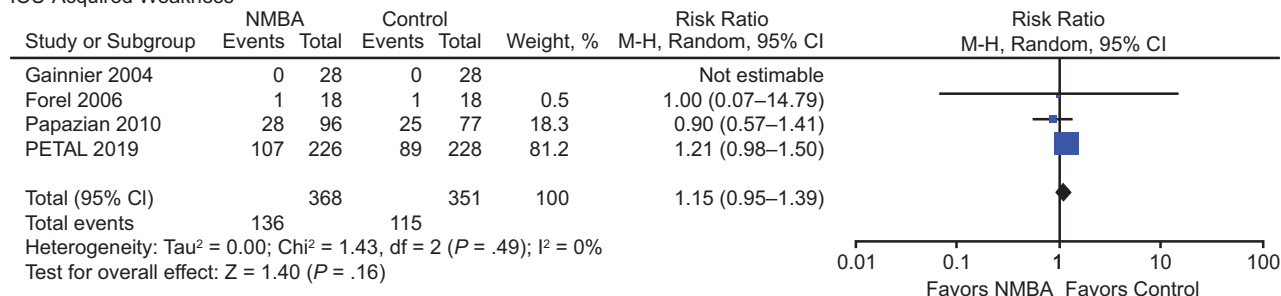 ICU-Acquired Weakness
NMBA Control Risk Ratio Risk Ratio
Study or Subgroup Events Total Events Total Weight, % M-H, Random, 95% CI M-H, Random, 95% CI
Gainnier 2004 0 28 0 28 Not estimable
Forel 2006 1 18 1 18 0.5 1.00 (0.07–14.79)
Papazian 2010 28 96 25 77 18.3 0.90 (0.57–1.41)
PETAL 2019 107 226 89 228 81.2 1.21 (0.98–1.50)
Total (95% CI) 368 351 100 1.15 (0.95–1.39)
Total events 136 115
Heterogeneity: Tau² = 0.00; Chi² = 1.43, df = 2 (P = .49); I² = 0%
Test for overall effect: Z = 1.40 (P = .16)
0.01 0.1 1 10 100
Favors NMBA Favors Control